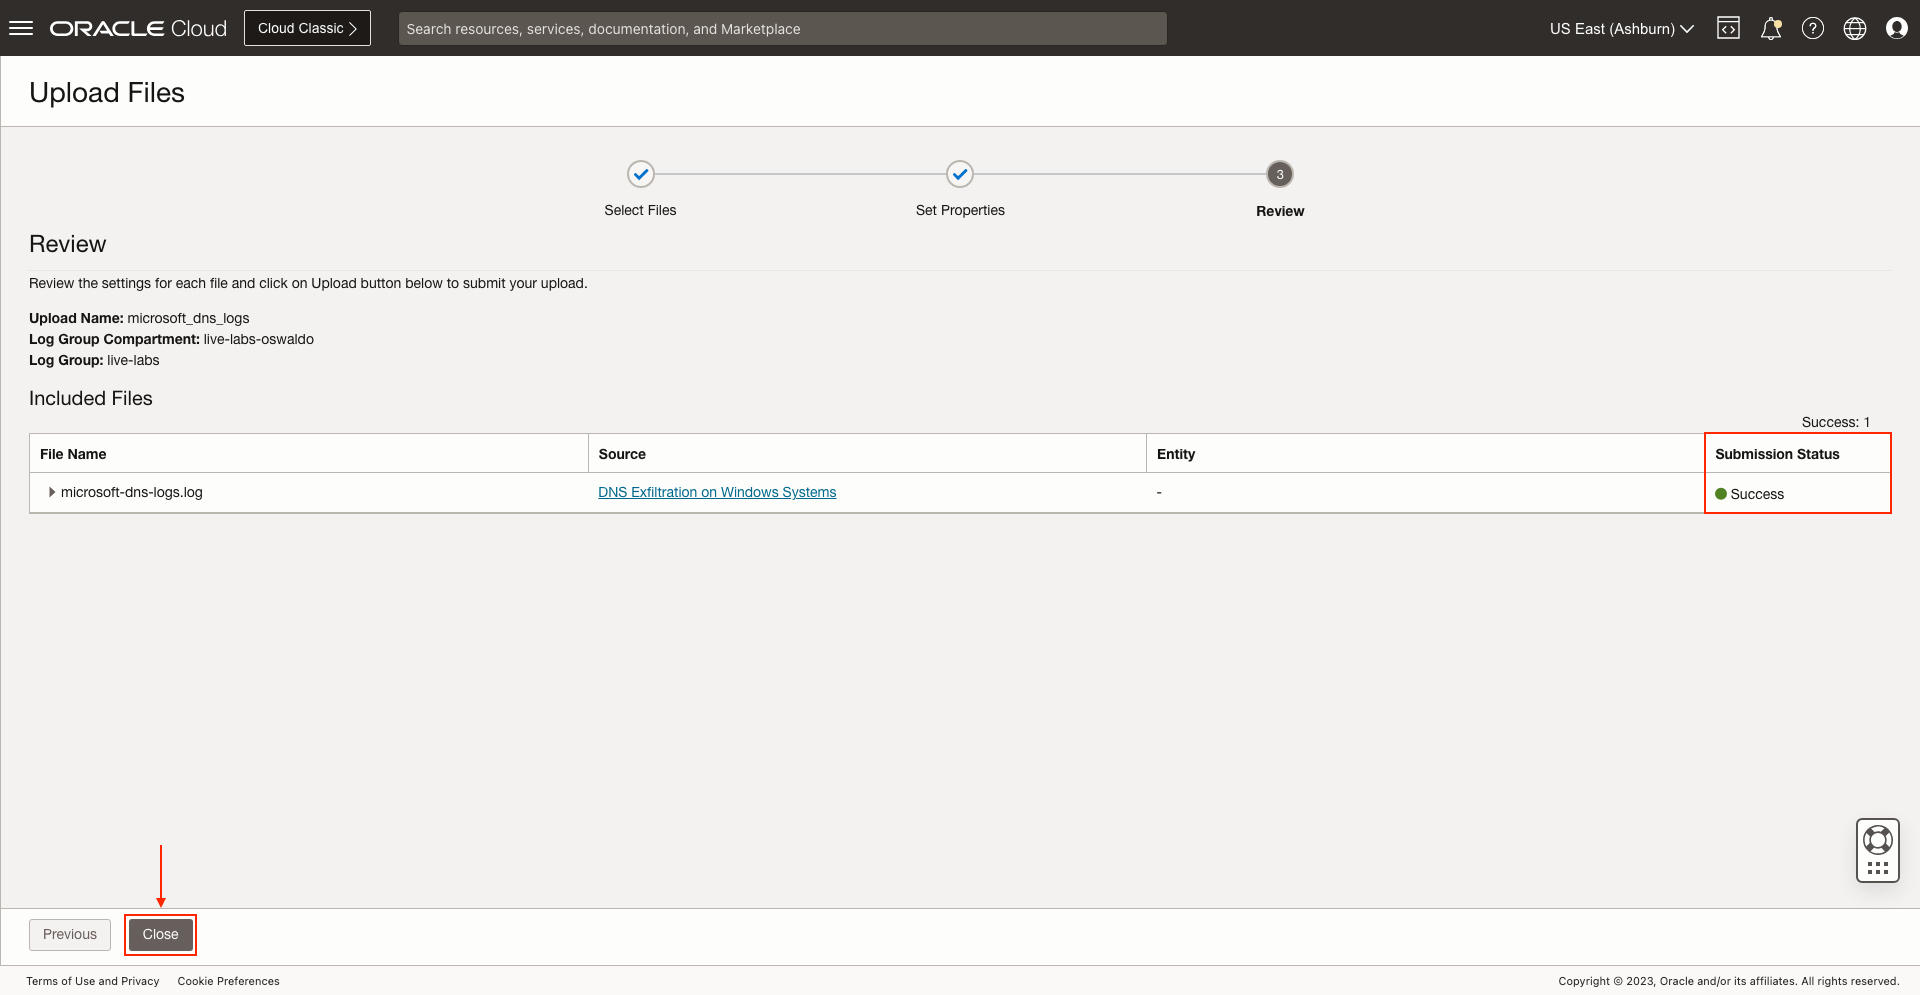 ORACLE Cloud
Cloud Classic
Search resources, services, documentation, and Marketplace
US East (Ashburn)
Upload Files
3
Select Files
Set Properties
Review
Review
Review the settings for each file and click on Upload button below to submit your upload.
Upload Name: microsoft_dns_logs
Log Group Compartment: live-labs-oswaldo
Log Group: live-labs
Included Files
Success: 1
File Name Source Entity Submission Status
microsoft-dns-logs.log DNS Exfiltration on Windows Systems - Success
Previous
Close
Terms of Use and Privacy Cookie Preferences
Copyright © 2023, Oracle and/or its affiliates. All rights reserved.